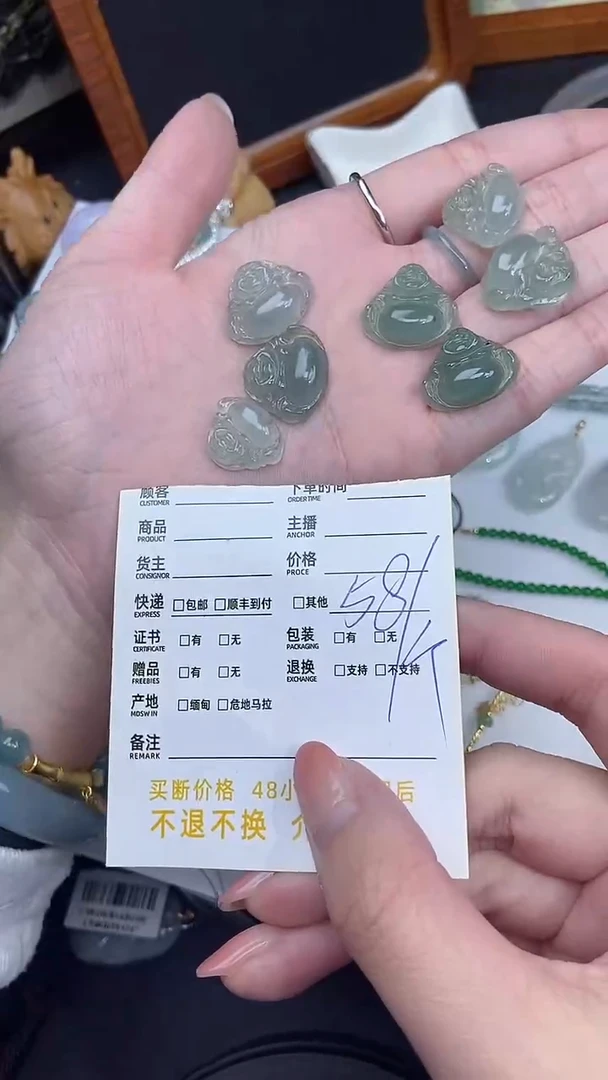 顾客 下单时间
CUSTOMER ORDER TIME
商品 主播
PRODUCT ANCHOR
货主 价格
CONSIGNOR PROCE
58/
快递 □包邮 □顺丰到付 □其他
EXPRESS
证书 □有 □无 包装 □有 □无
CERTIFICATE PACKAGING
赠品 □有 □无 退换 □支持 □不支持
FREEBIES EXCHANGE
产地 □缅甸 □危地马拉
MDSW IN
备注
REMARK
买断价格 48小 后
不退不换